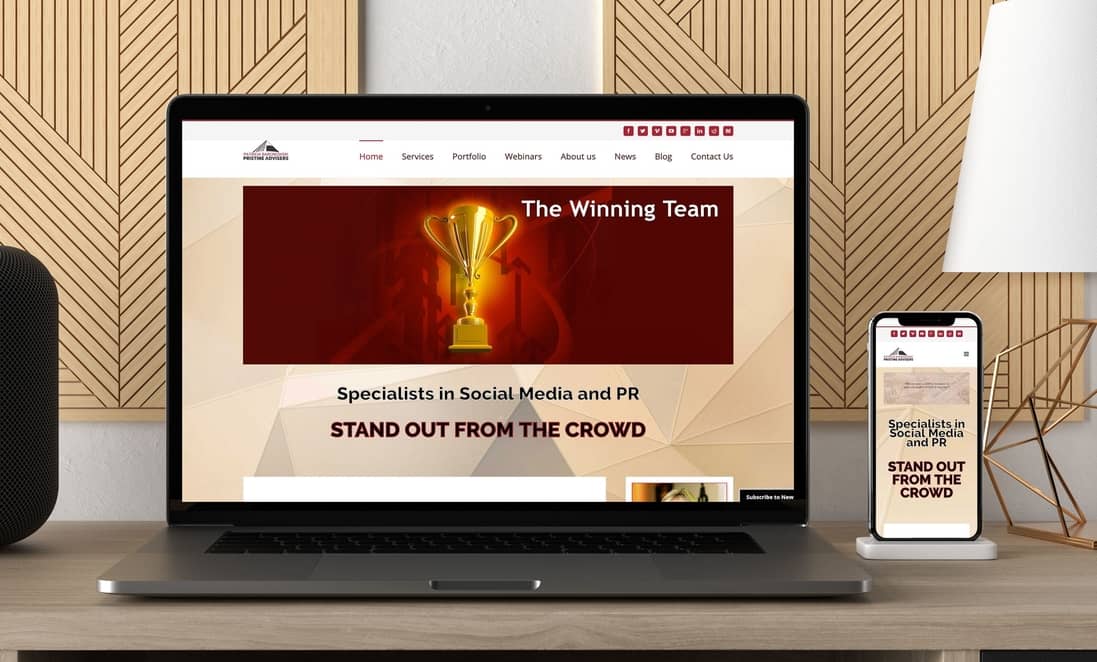 PRISTINE ADVISERS
Home Services Portfolio Webinars About us News Blog Contact Us
The Winning Team
Specialists in Social Media and PR
STAND OUT FROM THE CROWD
Subscribe to New
PRISTINE ADVISERS
Specialists in
Social Media
and PR
STAND OUT
FROM THE
CROWD